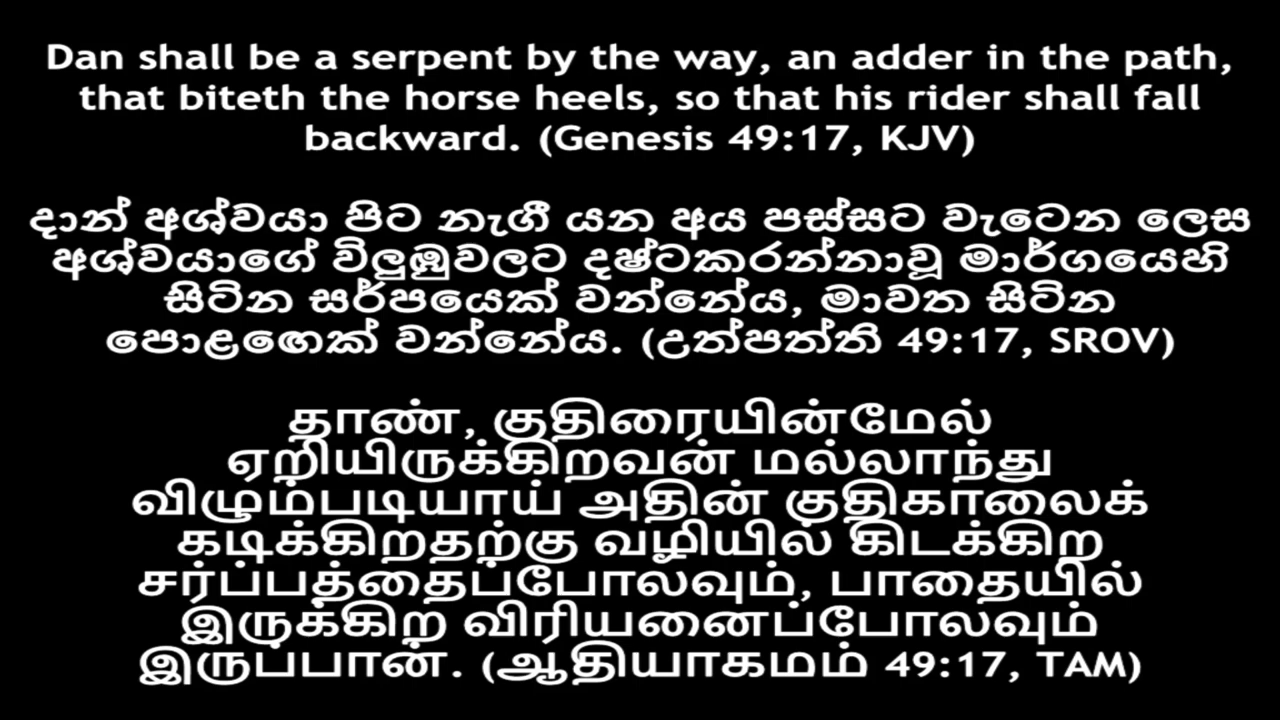 Dan shall be a serpent by the way, an adder in the path,
that biteth the horse heels, so that his rider shall fall
backward. (Genesis 49:17, KJV)
දාන් අශ්වයා පිට නැගී යන අය පස්සට වැටෙන ලෙස
අශ්වයාගේ විලුඹුවලට දෂ්ටකරන්නාවූ මාර්ගයෙහි
සිටින සර්පයෙක් වන්නේය, මාවත සිටින
පොළඟෙක් වන්නේය. (උත්පත්ති 49:17, SROV)
தாண், குதிரையின்மேல்
ஏறியிருக்கிறவன் மல்லாந்து
விழும்படியாய் அதின் குதிகாலைக்
கடிக்கிறதற்கு வழியில் கிடக்கிற
சர்ப்பத்தைப்போலவும், பாதையில்
இருக்கிற விரியனைப்போலவும்
இருப்பான். (ஆதியாகமம் 49:17, TAM)